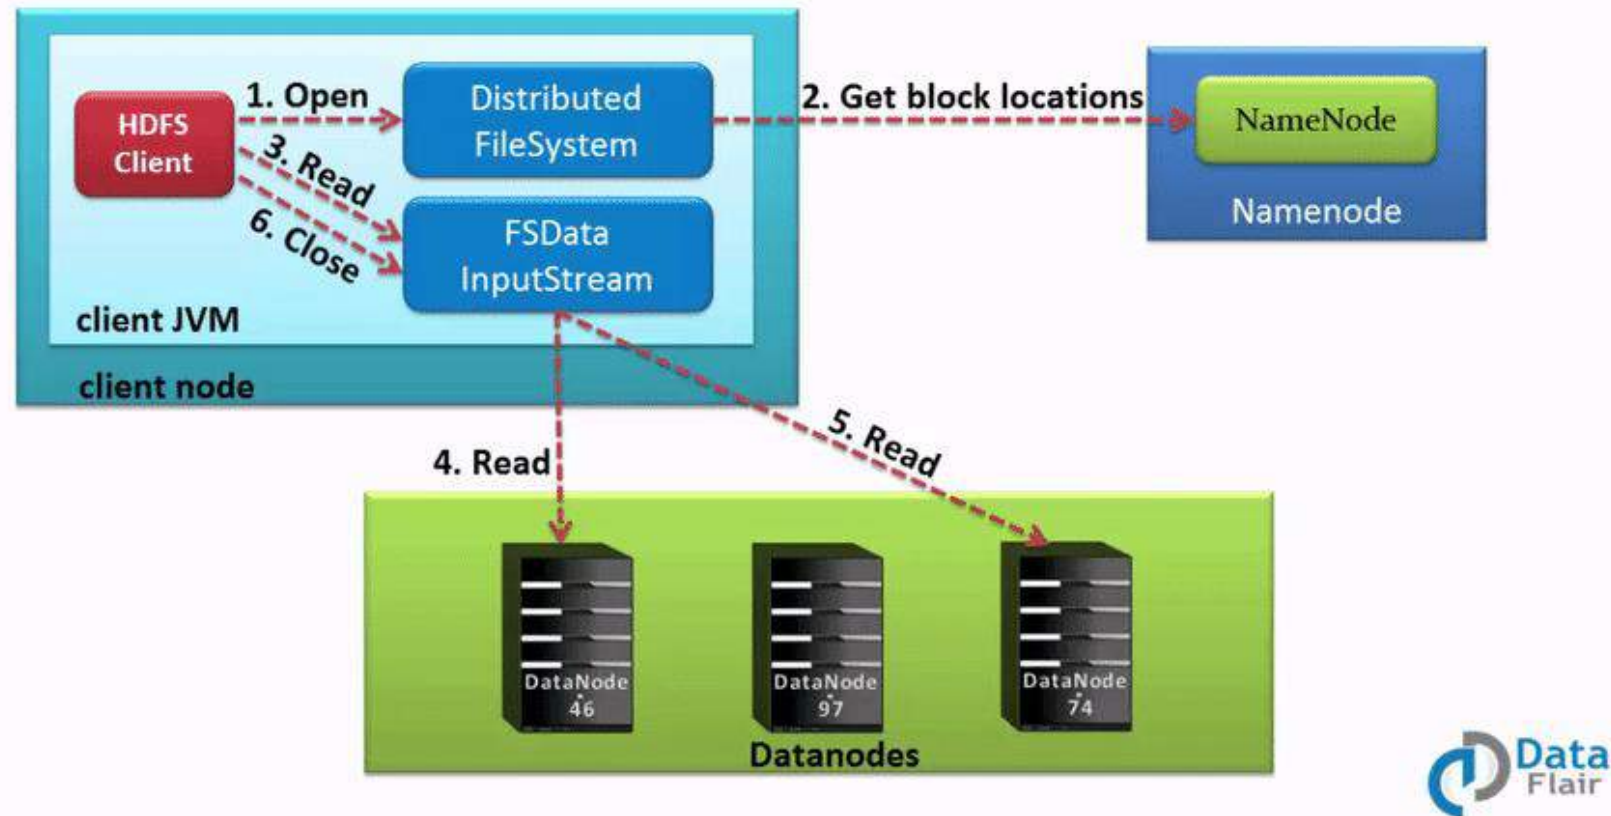 HDFS
Client
1. Open
3. Read
6. Close
Distributed
FileSystem
FSData
InputStream
client JVM
client node
2. Get block locations
NameNode
Namenode
4. Read
5. Read
DataNode
46
DataNode
97
DataNode
74
Datanodes
Data
Flair